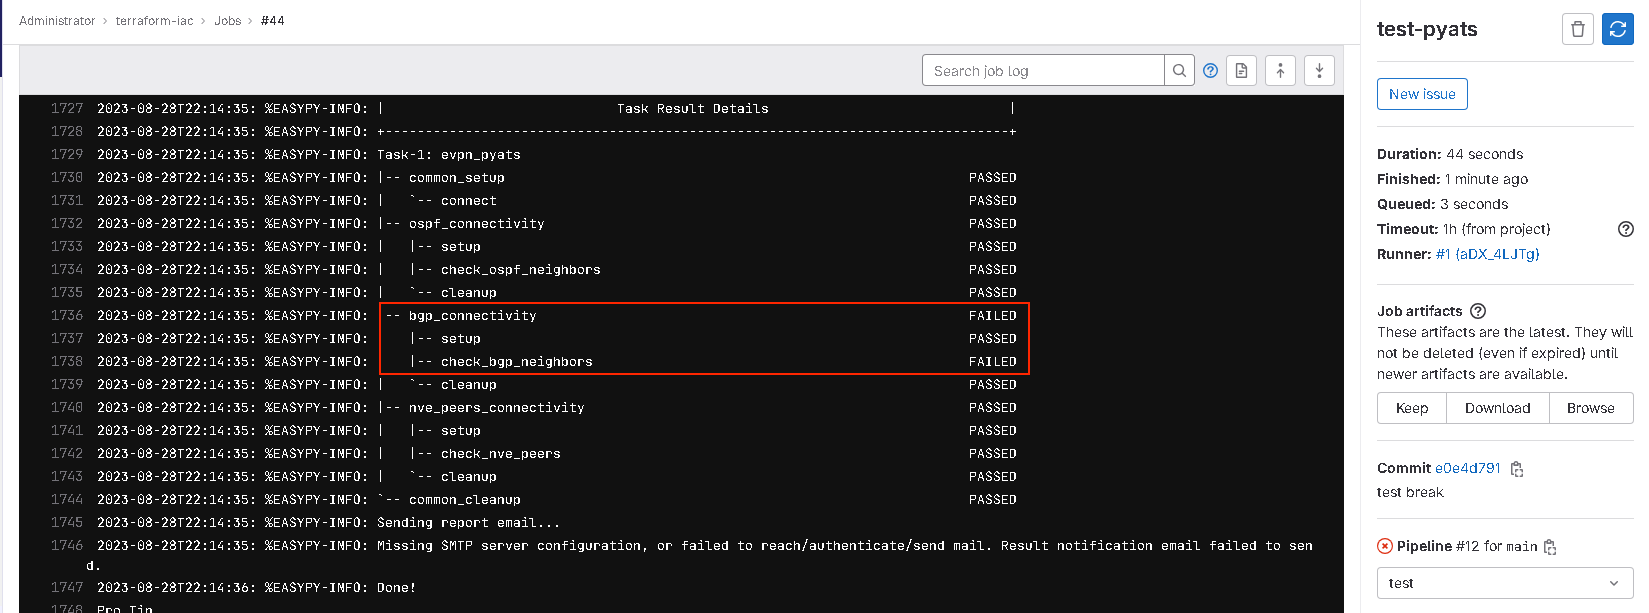 Administrator > terraform-iac > Jobs > #44
Search job log
1727 2023-08-28T22:14:35: %EASYPY-INFO: |                             Task Result Details                              |
1728 2023-08-28T22:14:35: %EASYPY-INFO: +------------------------------------------------------------------------------+
1729 2023-08-28T22:14:35: %EASYPY-INFO: Task-1: evpn_pyats
1730 2023-08-28T22:14:35: %EASYPY-INFO: |-- common_setup                                                          PASSED
1731 2023-08-28T22:14:35: %EASYPY-INFO: |   `-- connect                                                           PASSED
1732 2023-08-28T22:14:35: %EASYPY-INFO: |-- ospf_connectivity                                                     PASSED
1733 2023-08-28T22:14:35: %EASYPY-INFO: |   |-- setup                                                             PASSED
1734 2023-08-28T22:14:35: %EASYPY-INFO: |   |-- check_ospf_neighbors                                              PASSED
1735 2023-08-28T22:14:35: %EASYPY-INFO: |   `-- cleanup                                                           PASSED
1736 2023-08-28T22:14:35: %EASYPY-INFO: -- bgp_connectivity                                                      FAILED
1737 2023-08-28T22:14:35: %EASYPY-INFO:     |-- setup                                                             PASSED
1738 2023-08-28T22:14:35: %EASYPY-INFO:     |-- check_bgp_neighbors                                               FAILED
1739 2023-08-28T22:14:35: %EASYPY-INFO: |   `-- cleanup                                                           PASSED
1740 2023-08-28T22:14:35: %EASYPY-INFO: |-- nve_peers_connectivity                                                PASSED
1741 2023-08-28T22:14:35: %EASYPY-INFO: |   |-- setup                                                             PASSED
1742 2023-08-28T22:14:35: %EASYPY-INFO: |   |-- check_nve_peers                                                   PASSED
1743 2023-08-28T22:14:35: %EASYPY-INFO: |   `-- cleanup                                                           PASSED
1744 2023-08-28T22:14:35: %EASYPY-INFO: `-- common_cleanup                                                        PASSED
1745 2023-08-28T22:14:35: %EASYPY-INFO: Sending report email...
1746 2023-08-28T22:14:35: %EASYPY-INFO: Missing SMTP server configuration, or failed to reach/authenticate/send mail. Result notification email failed to sen
d.
1747 2023-08-28T22:14:36: %EASYPY-INFO: Done!
1748 Pro Tip
test-pyats
New issue
Duration: 44 seconds
Finished: 1 minute ago
Queued: 3 seconds
Timeout: 1h (from project)
Runner: #1 (aDX_4LJTg)
Job artifacts
These artifacts are the latest. They will
not be deleted (even if expired) until
newer artifacts are available.
Keep Download Browse
Commit e0e4d791
test break
Pipeline #12 for main
test